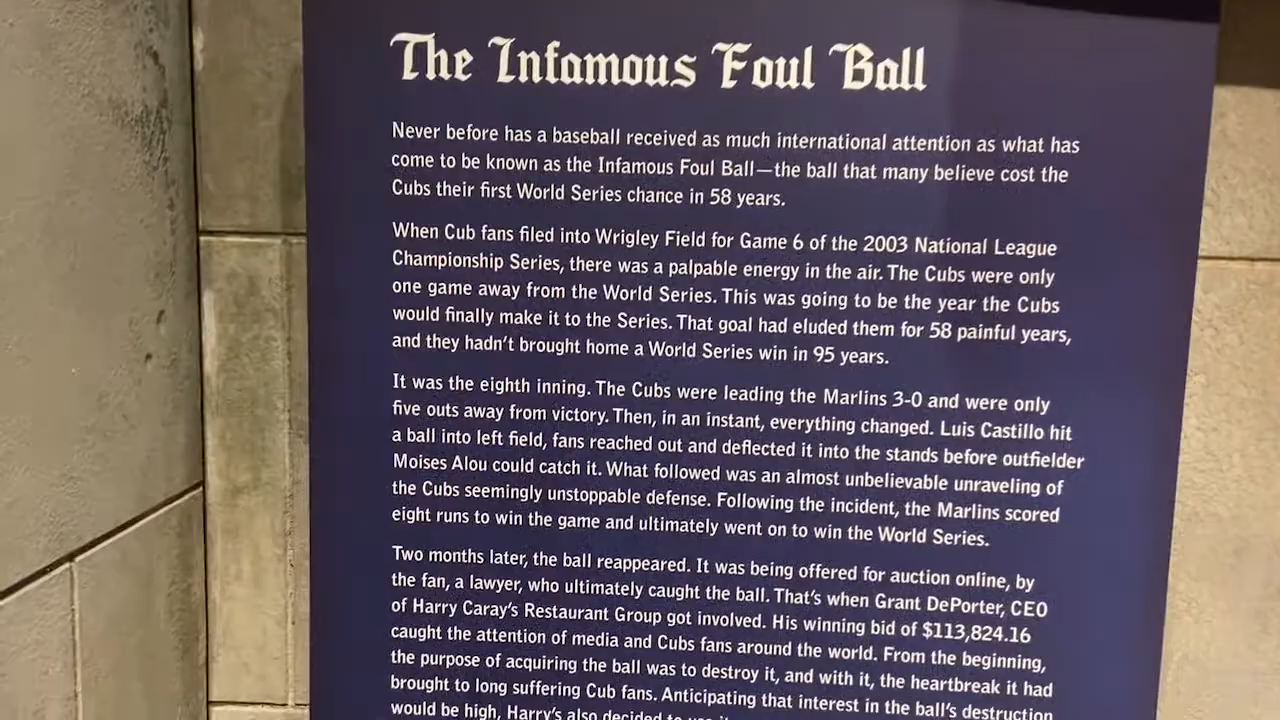 The Infamous Foul Ball
Never before has a baseball received as much international attention as what has
come to be known as the Infamous Foul Ball—the ball that many believe cost the
Cubs their first World Series chance in 58 years.
When Cub fans filed into Wrigley Field for Game 6 of the 2003 National League
Championship Series, there was a palpable energy in the air. The Cubs were only
one game away from the World Series. This was going to be the year the Cubs
would finally make it to the Series. That goal had eluded them for 58 painful years,
and they hadn't brought home a World Series win in 95 years.
It was the eighth inning. The Cubs were leading the Marlins 3-0 and were only
five outs away from victory. Then, in an instant, everything changed. Luis Castillo hit
a ball into left field, fans reached out and deflected it into the stands before outfielder
Moises Alou could catch it. What followed was an almost unbelievable unraveling of
the Cubs seemingly unstoppable defense. Following the incident, the Marlins scored
eight runs to win the game and ultimately went on to win the World Series.
Two months later, the ball reappeared. It was being offered for auction online, by
the fan, a lawyer, who ultimately caught the ball. That's when Grant DePorter, CEO
of Harry Caray's Restaurant Group got involved. His winning bid of $113,824.16
caught the attention of media and Cubs fans around the world. From the beginning,
the purpose of acquiring the ball was to destroy it, and with it, the heartbreak it had
brought to long suffering Cub fans. Anticipating that interest in the ball's destruction
would be high, Harry's also decided to